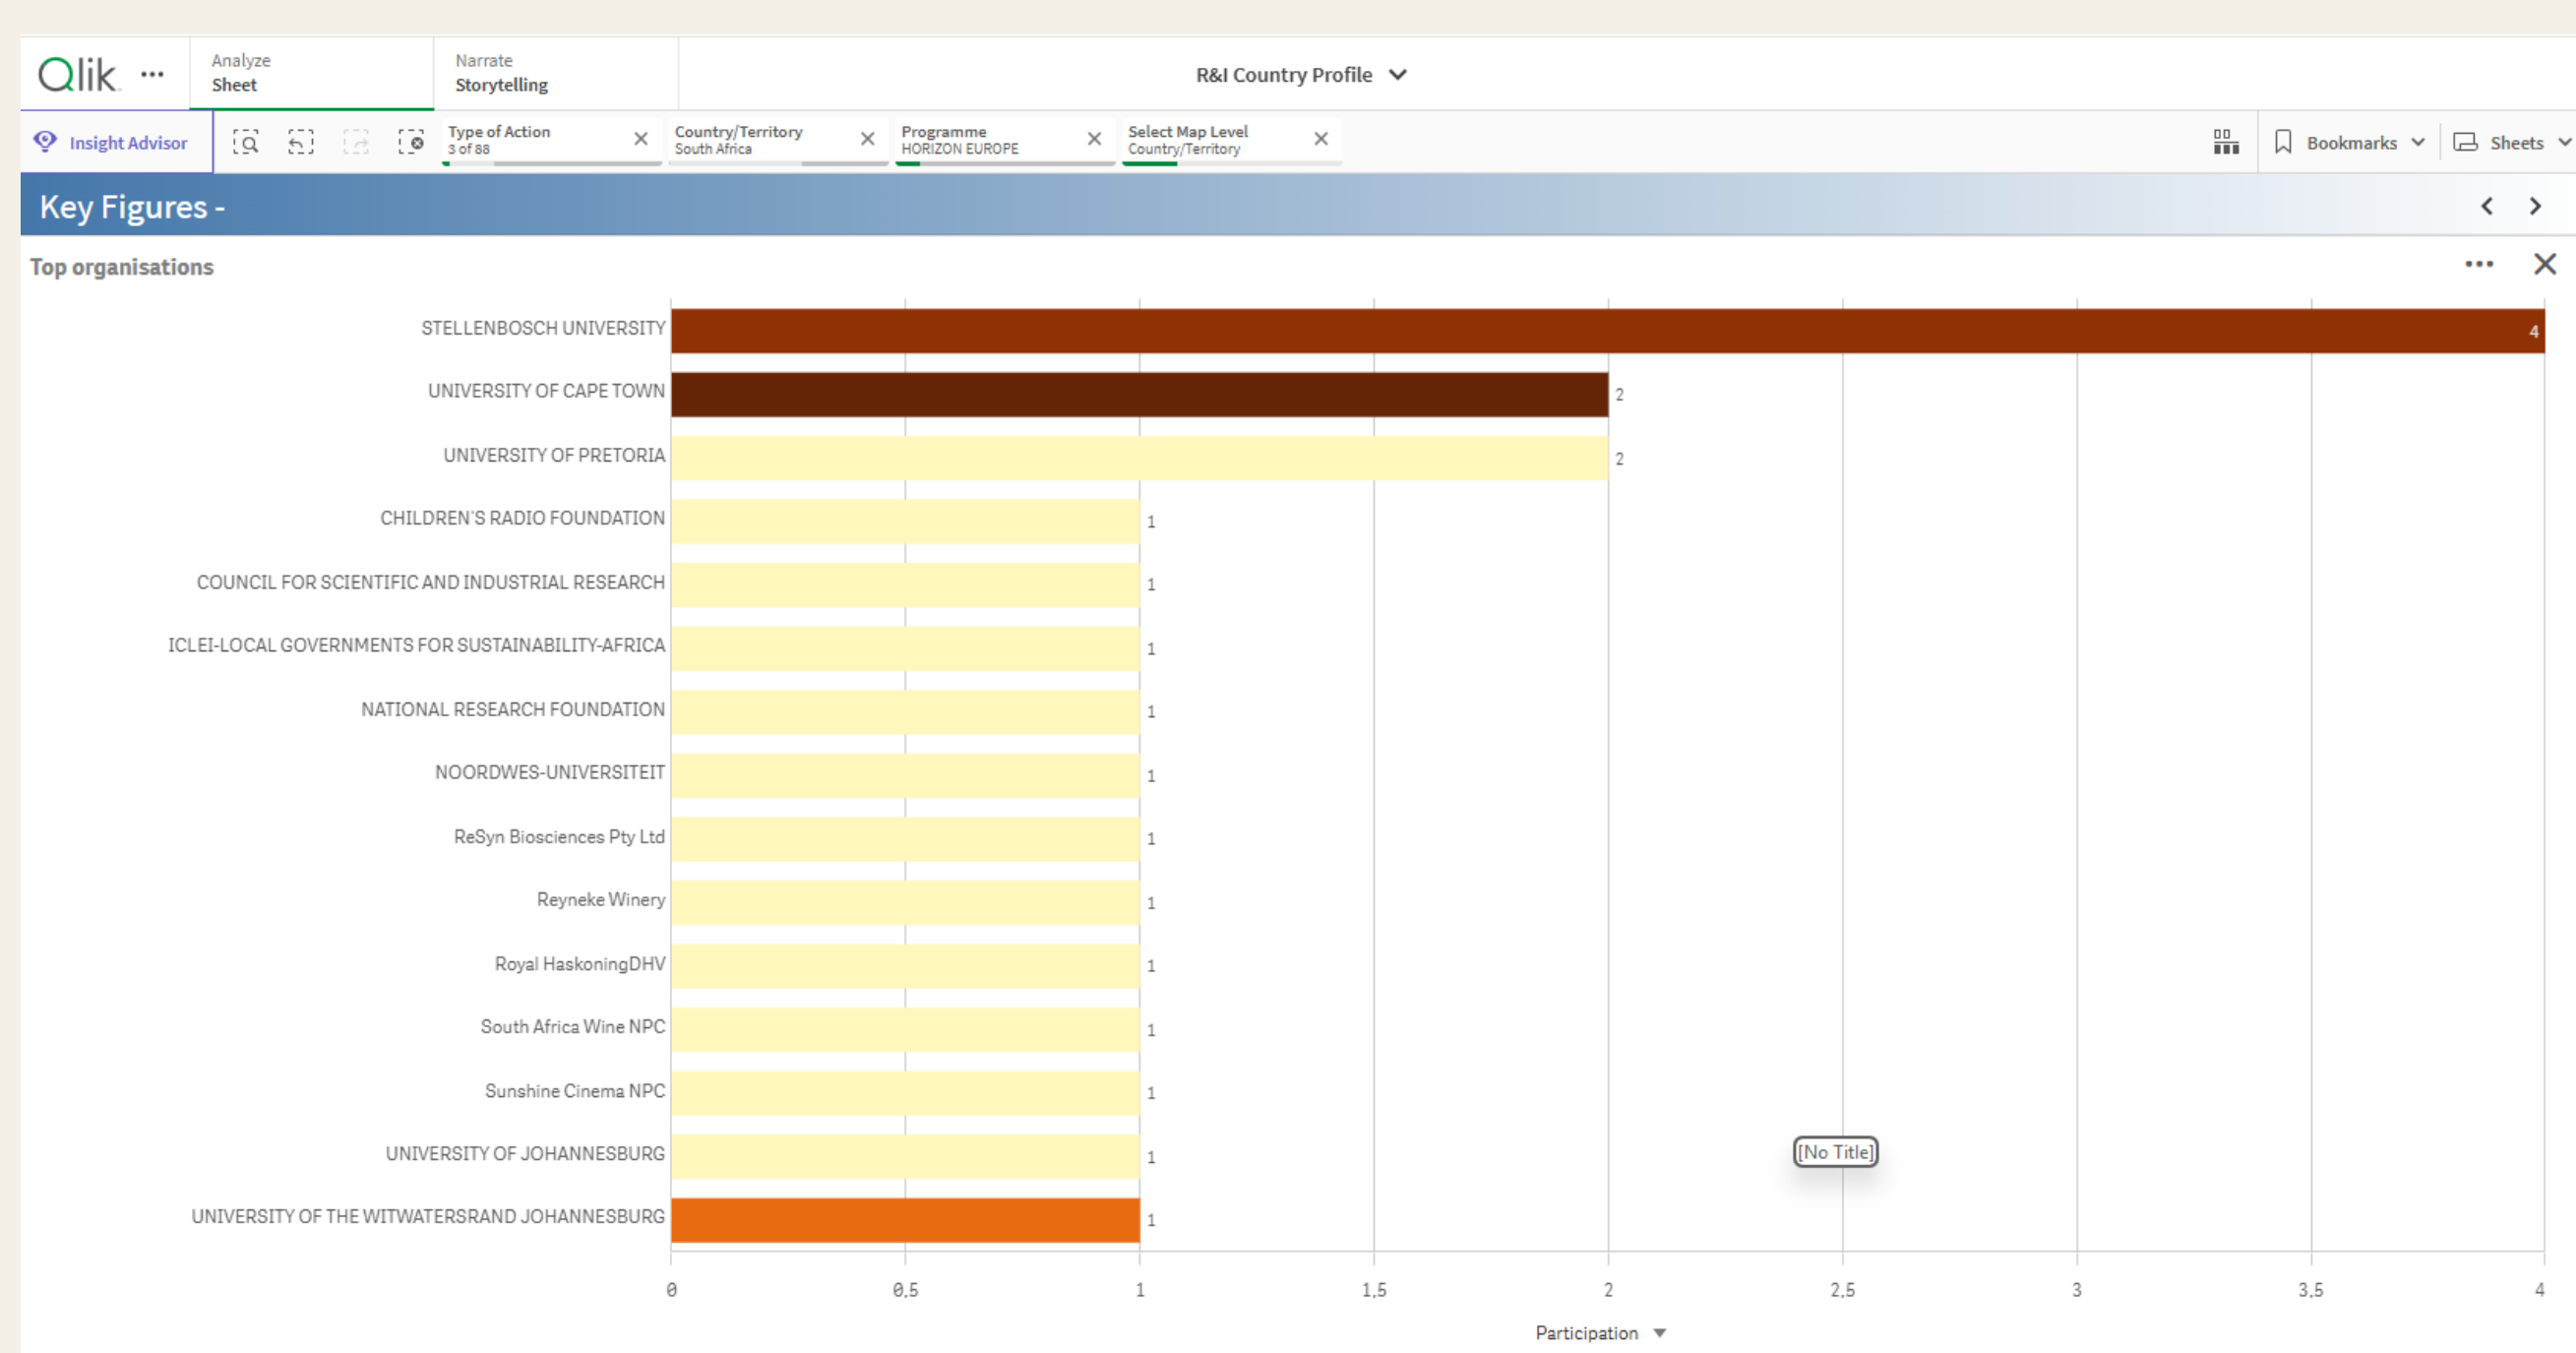 Qlik
Analyze
Sheet
Narrate
Storytelling
R&I Country Profile
Insight Advisor
Type of Action
3 of 88
Country/Territory
South Africa
Programme
HORIZON EUROPE
Select Map Level
Country/Territory
Bookmarks
Sheets
Key Figures -
Top organisations
STELLENBOSCH UNIVERSITY 4
UNIVERSITY OF CAPE TOWN 2
UNIVERSITY OF PRETORIA 2
CHILDREN'S RADIO FOUNDATION 1
COUNCIL FOR SCIENTIFIC AND INDUSTRIAL RESEARCH 1
ICLEI-LOCAL GOVERNMENTS FOR SUSTAINABILITY-AFRICA 1
NATIONAL RESEARCH FOUNDATION 1
NOORDWES-UNIVERSITEIT 1
ReSyn Biosciences Pty Ltd 1
Reyneke Winery 1
Royal HaskoningDHV 1
South Africa Wine NPC 1
Sunshine Cinema NPC 1
UNIVERSITY OF JOHANNESBURG 1
[No Title]
UNIVERSITY OF THE WITWATERSRAND JOHANNESBURG 1
0 0,5 1 1,5 2 2,5 3 3,5 4
Participation